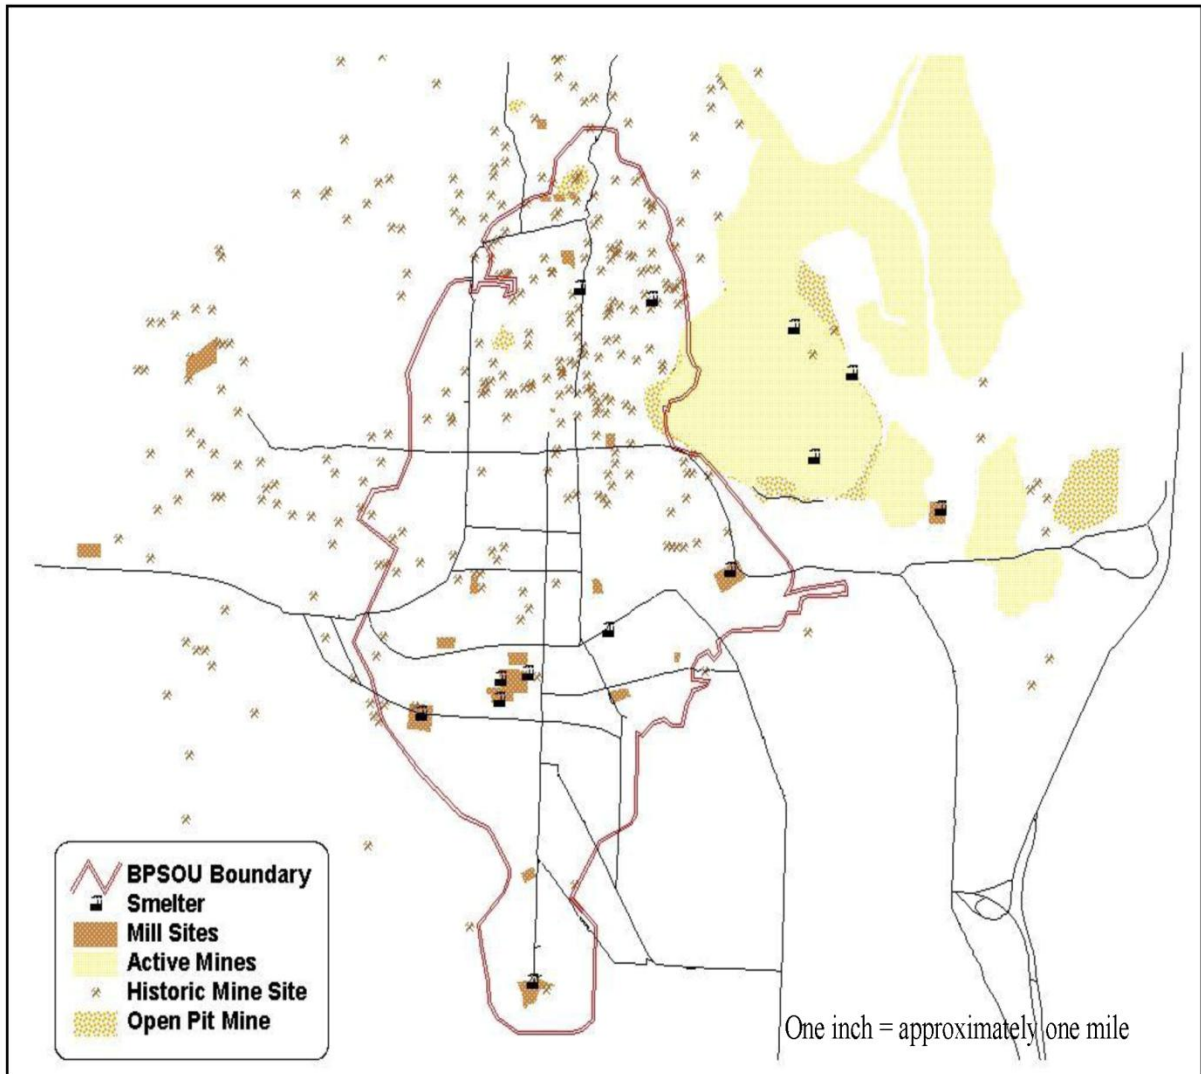 BPSOU Boundary
Smelter
Mill Sites
Active Mines
Historic Mine Site
Open Pit Mine
One inch = approximately one mile